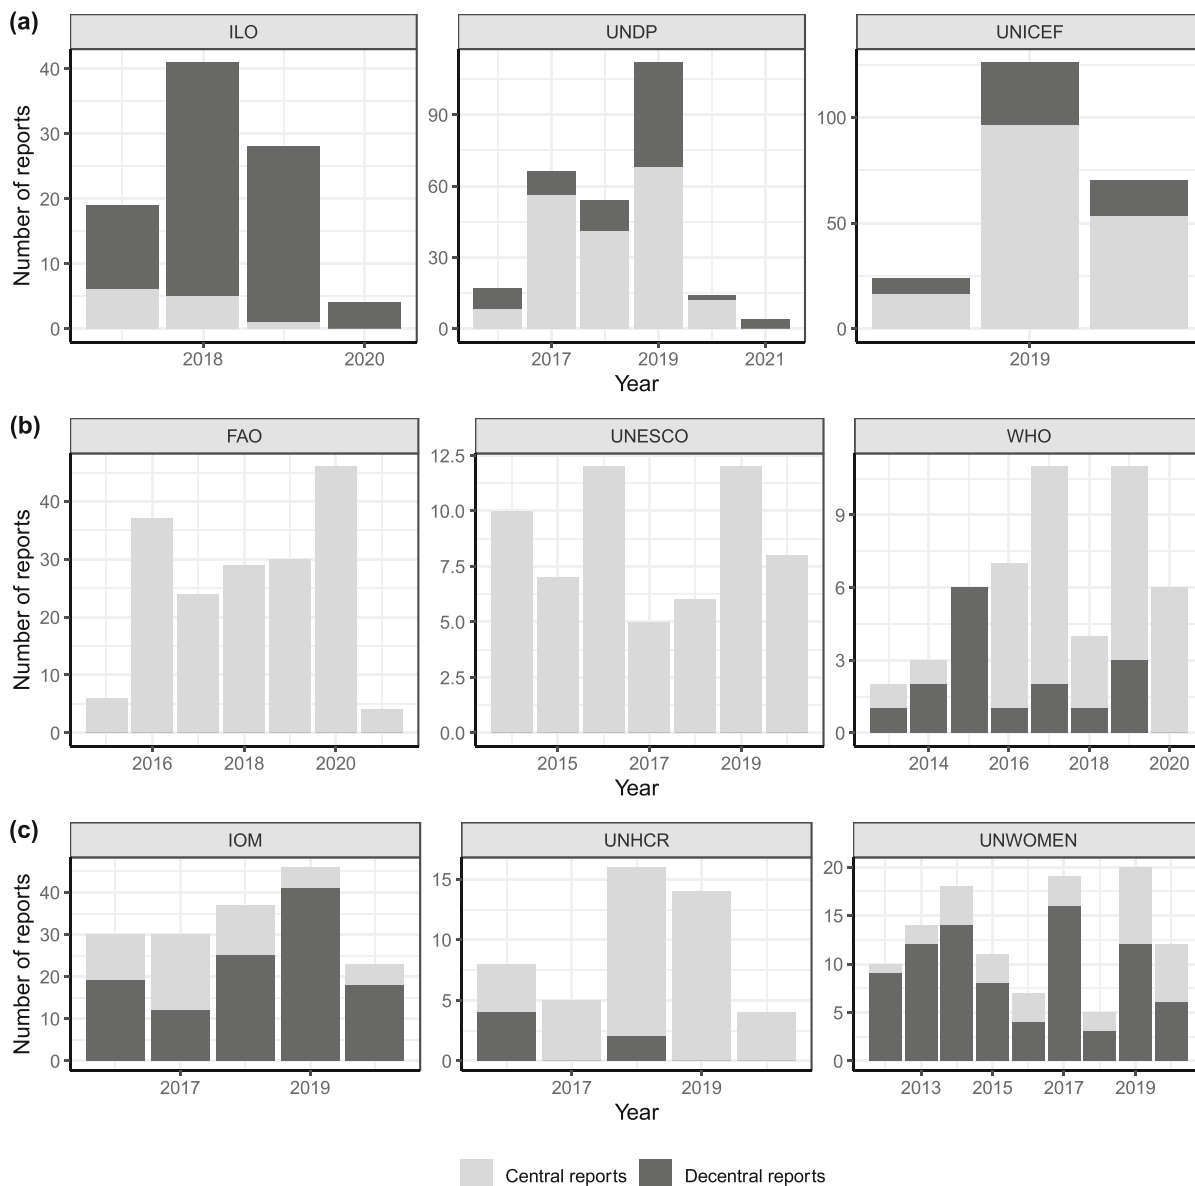 (a)
ILO UNDP UNICEF
Number of reports
40
30
20
10
0
2018 2020
90
60
30
0
2017 2019 2021
100
50
0
2019
Year
(b)
FAO UNESCO WHO
Number of reports
40
30
20
10
0
2016 2018 2020
12.5
10.0
7.5
5.0
2.5
0.0
2015 2017 2019
9
6
3
0
2014 2016 2018 2020
Year
(c)
IOM UNHCR UNWOMEN
Number of reports
40
30
20
10
0
2017 2019
15
10
5
0
2017 2019
20
15
10
5
0
2013 2015 2017 2019
Year
Central reports Decentral reports